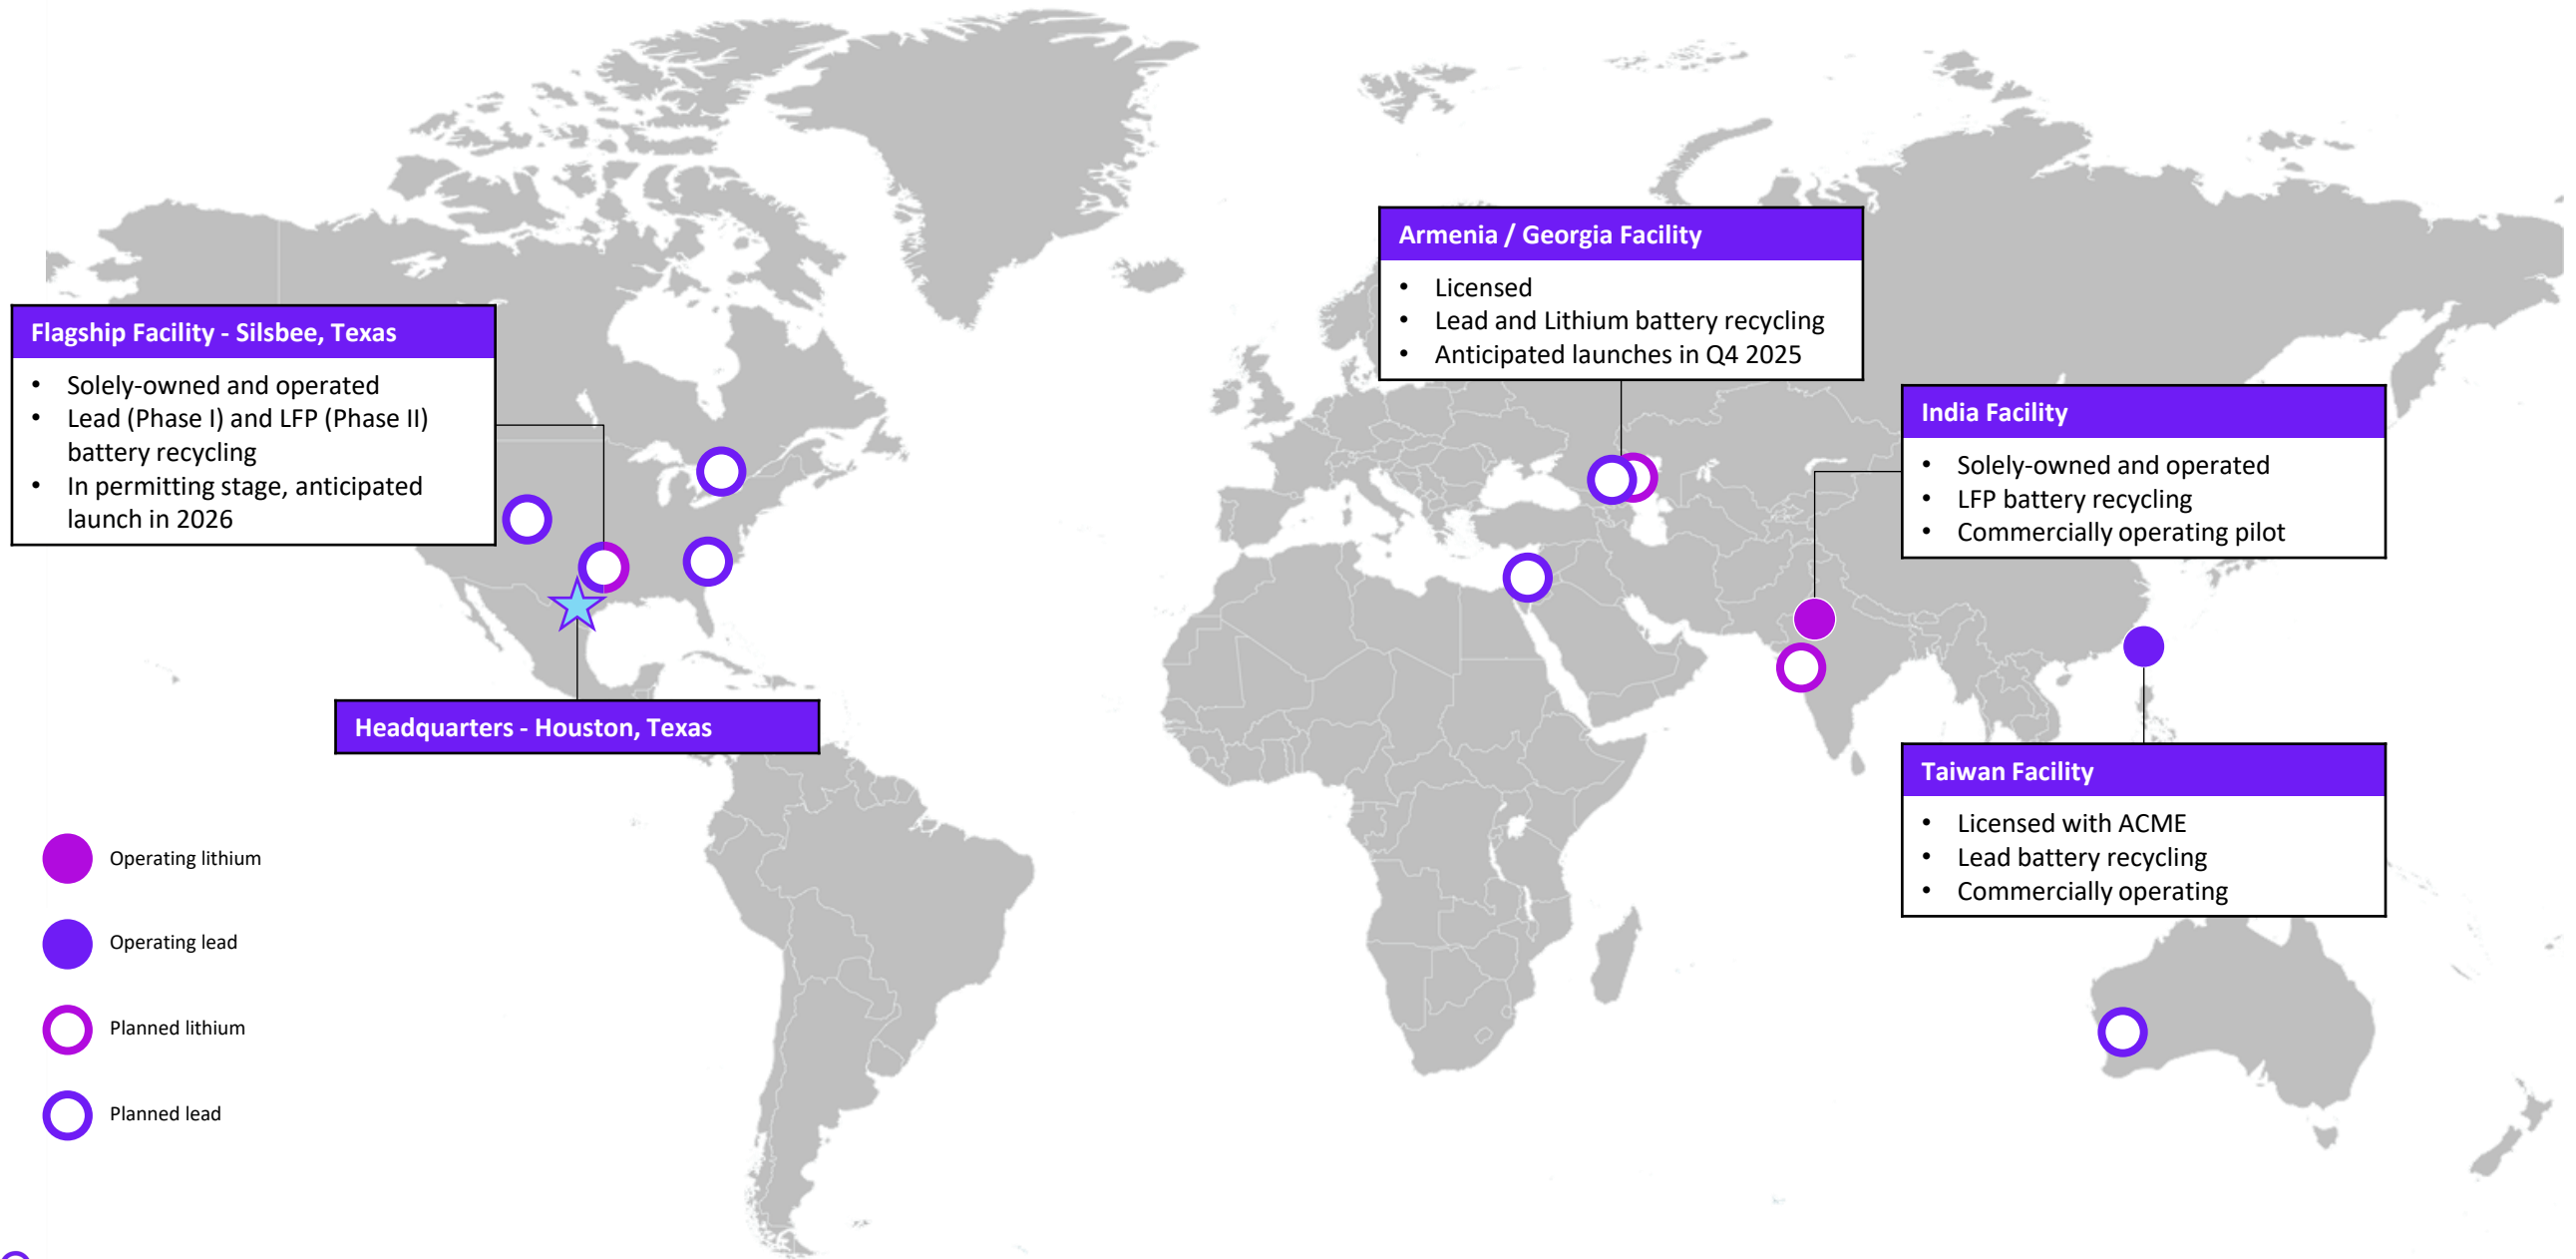 Flagship Facility - Silsbee, Texas
• Solely-owned and operated
• Lead (Phase I) and LFP (Phase II)
battery recycling
• In permitting stage, anticipated
launch in 2026
Headquarters - Houston, Texas
Armenia / Georgia Facility
• Licensed
• Lead and Lithium battery recycling
• Anticipated launches in Q4 2025
India Facility
• Solely-owned and operated
• LFP battery recycling
• Commercially operating pilot
Taiwan Facility
• Licensed with ACME
• Lead battery recycling
• Commercially operating
Operating lithium
Operating lead
Planned lithium
Planned lead